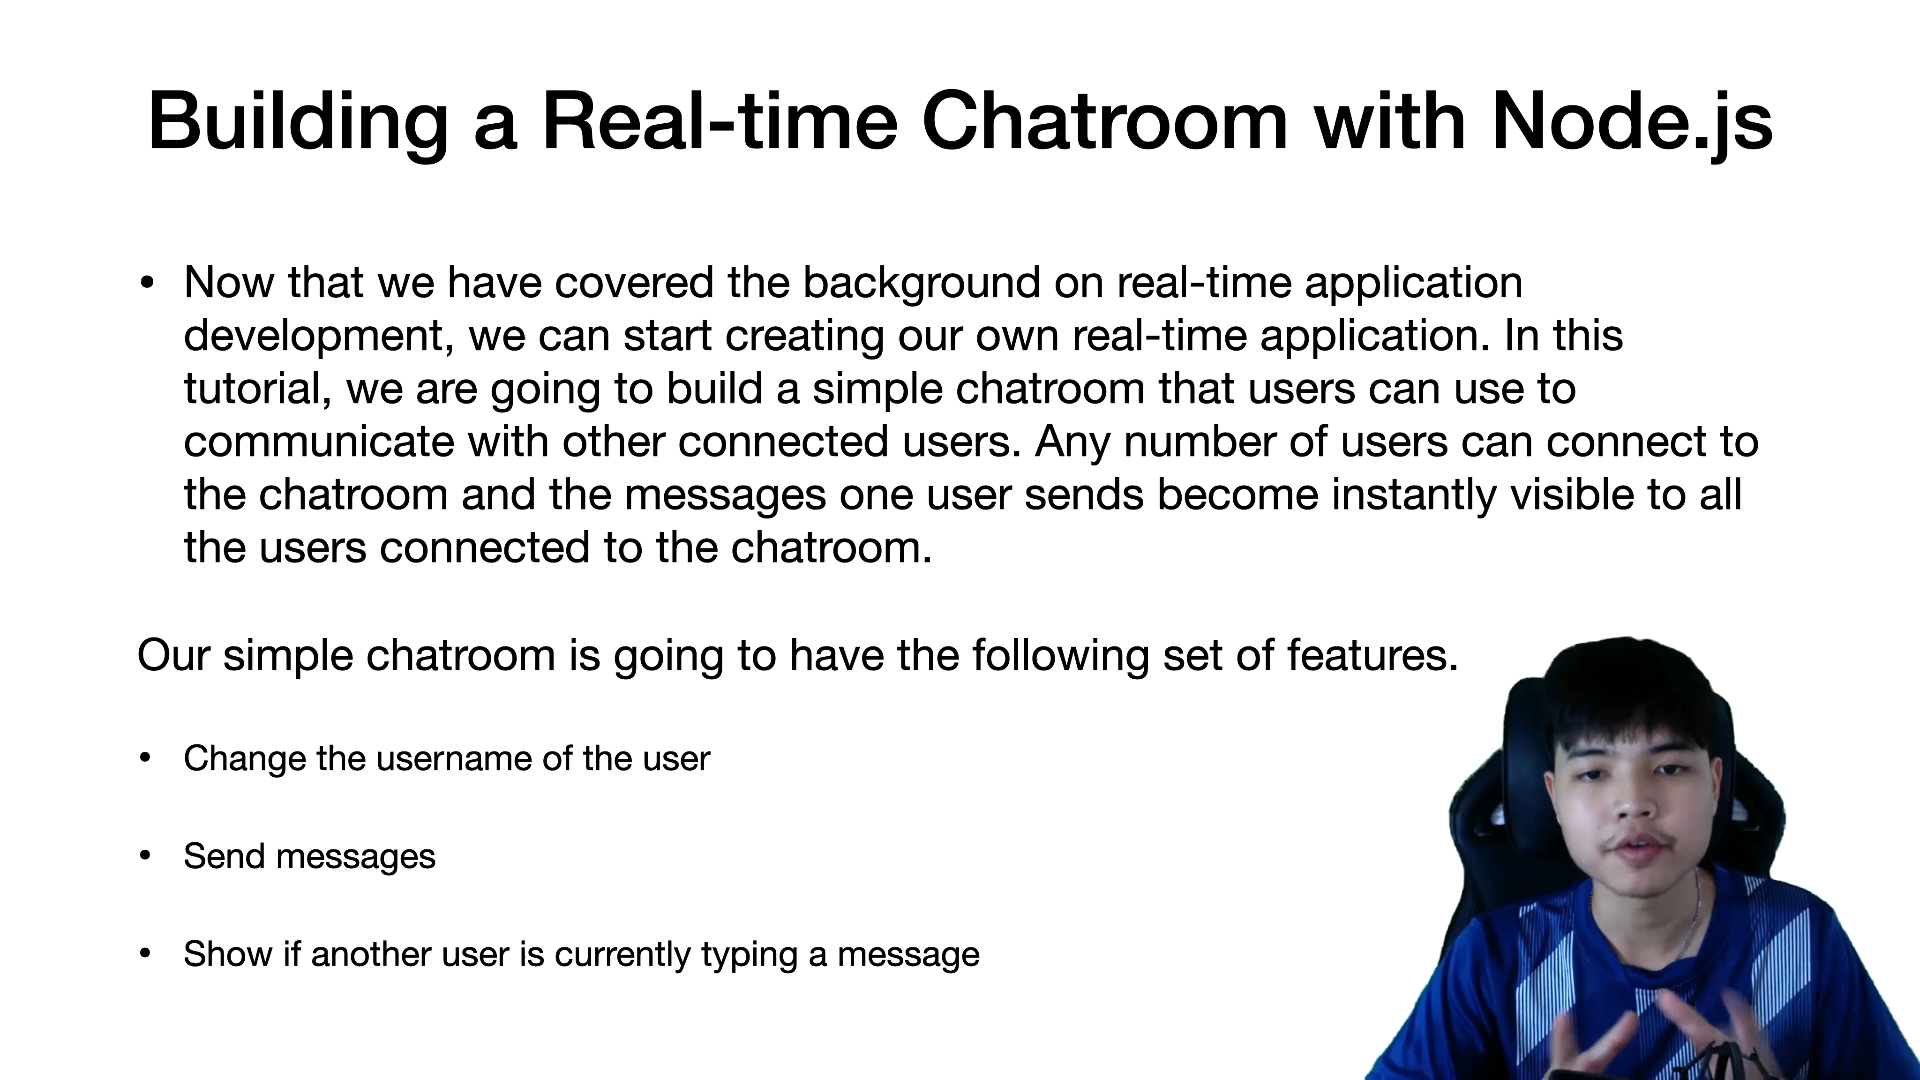 Building a Real-time Chatroom with Node.js
• Now that we have covered the background on real-time application
development, we can start creating our own real-time application. In this
tutorial, we are going to build a simple chatroom that users can use to
communicate with other connected users. Any number of users can connect to
the chatroom and the messages one user sends become instantly visible to all
the users connected to the chatroom.
Our simple chatroom is going to have the following set of features.
• Change the username of the user
• Send messages
• Show if another user is currently typing a message